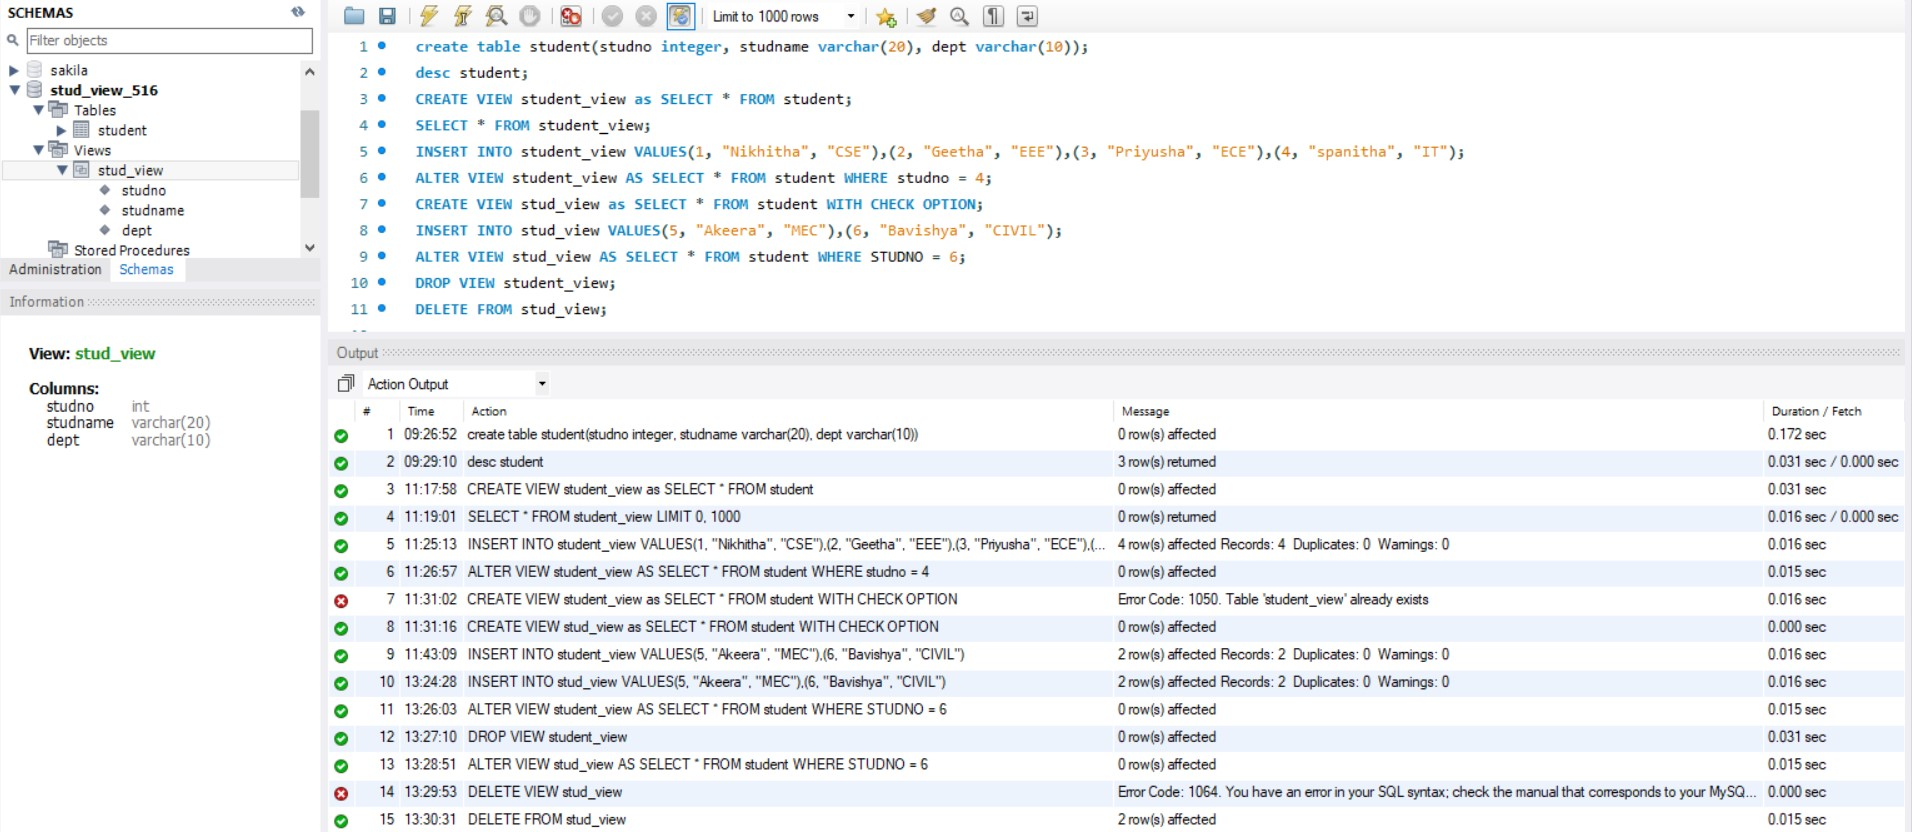 SCHEMAS
Filter objects
sakila
stud_view_516
Tables
student
Views
stud_view
studno
studname
dept
Stored Procedures
Administration Schemas
Information
View: stud_view
Columns:
studno int
studname varchar(20)
dept varchar(10)
Limit to 1000 rows
1 create table student(studno integer, studname varchar(20), dept varchar(10));
2 desc student;
3 CREATE VIEW student_view as SELECT * FROM student;
4 SELECT * FROM student_view;
5 INSERT INTO student_view VALUES(1, "Nikhitha", "CSE"),(2, "Geetha", "EEE"),(3, "Priyusha", "ECE"),(4, "spanitha", "IT");
6 ALTER VIEW student_view AS SELECT * FROM student WHERE studno = 4;
7 CREATE VIEW stud_view as SELECT * FROM student WITH CHECK OPTION;
8 INSERT INTO stud_view VALUES(5, "Akeera", "MEC"),(6, "Bavishya", "CIVIL");
9 ALTER VIEW stud_view AS SELECT * FROM student WHERE STUDNO = 6;
10 DROP VIEW student_view;
11 DELETE FROM stud_view;
Output
Action Output
# Time Action Message Duration / Fetch
1 09:26:52 create table student(studno integer, studname varchar(20), dept varchar(10)) 0 row(s) affected 0.172 sec
2 09:29:10 desc student 3 row(s) returned 0.031 sec / 0.000 sec
3 11:17:58 CREATE VIEW student_view as SELECT * FROM student 0 row(s) affected 0.031 sec
4 11:19:01 SELECT * FROM student_view LIMIT 0, 1000 0 row(s) returned 0.016 sec / 0.000 sec
5 11:25:13 INSERT INTO student_view VALUES(1, "Nikhitha", "CSE"),(2, "Geetha", "EEE"),(3, "Priyusha", "ECE"),(... 4 row(s) affected Records: 4 Duplicates: 0 Warnings: 0 0.016 sec
6 11:26:57 ALTER VIEW student_view AS SELECT * FROM student WHERE studno = 4 0 row(s) affected 0.015 sec
7 11:31:02 CREATE VIEW student_view as SELECT * FROM student WITH CHECK OPTION Error Code: 1050. Table 'student_view' already exists 0.016 sec
8 11:31:16 CREATE VIEW stud_view as SELECT * FROM student WITH CHECK OPTION 0 row(s) affected 0.000 sec
9 11:43:09 INSERT INTO student_view VALUES(5, "Akeera", "MEC"),(6, "Bavishya", "CIVIL") 2 row(s) affected Records: 2 Duplicates: 0 Warnings: 0 0.016 sec
10 13:24:28 INSERT INTO stud_view VALUES(5, "Akeera", "MEC"),(6, "Bavishya", "CIVIL") 2 row(s) affected Records: 2 Duplicates: 0 Warnings: 0 0.016 sec
11 13:26:03 ALTER VIEW student_view AS SELECT * FROM student WHERE STUDNO = 6 0 row(s) affected 0.015 sec
12 13:27:10 DROP VIEW student_view 0 row(s) affected 0.031 sec
13 13:28:51 ALTER VIEW stud_view AS SELECT * FROM student WHERE STUDNO = 6 0 row(s) affected 0.015 sec
14 13:29:53 DELETE VIEW stud_view Error Code: 1064. You have an error in your SQL syntax; check the manual that corresponds to your MySQ... 0.000 sec
15 13:30:31 DELETE FROM stud_view 2 row(s) affected 0.015 sec